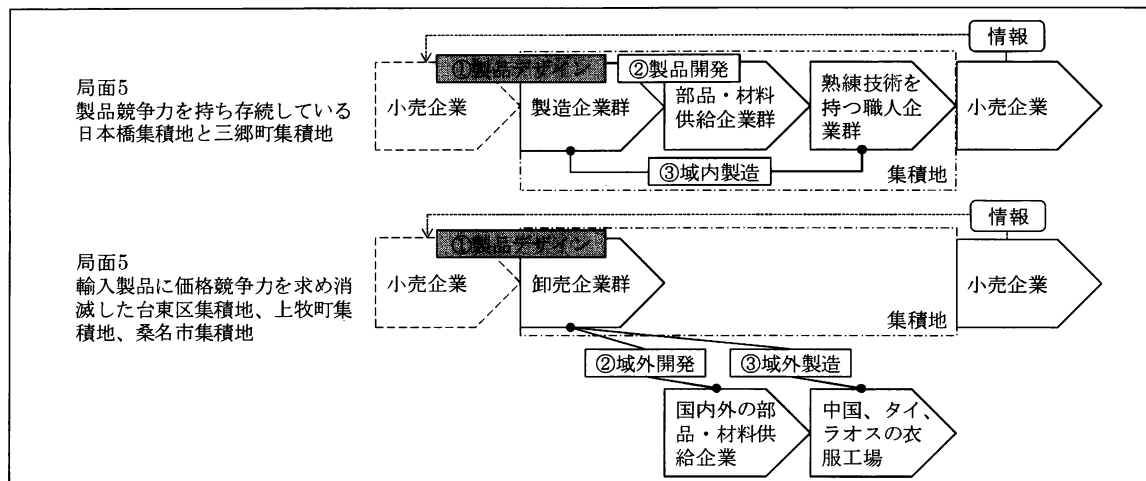 情報
①製品デザイン
②製品開発
局面5
製品競争力を持ち存続している
日本橋集積地と三郷町集積地
小売企業
製造企業群
部品・材料
供給企業群
熟練技術を
持つ職人企
業群
小売企業
③域内製造
集積地
情報
①製品デザイン
局面5
輸入製品に価格競争力を求め消
滅した台東区集積地、上牧町集
積地、桑名市集積地
小売企業
卸売企業群
小売企業
集積地
②域外開発
③域外製造
国内外の部
品・材料供
給企業
中国、タイ、
ラオスの衣
服工場